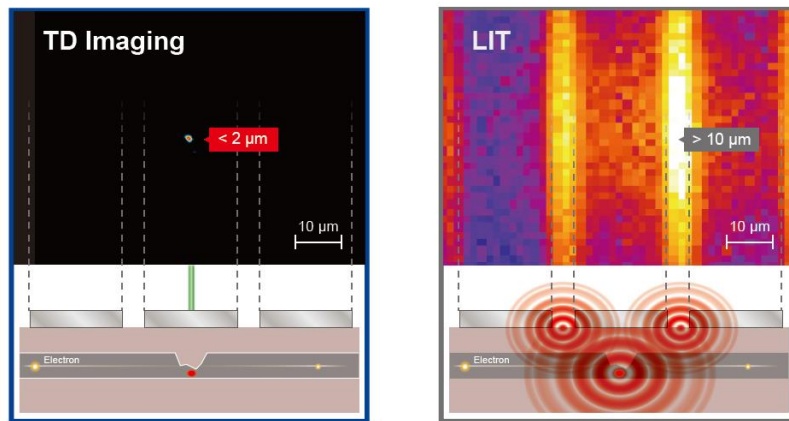 TD Imaging
< 2 µm
10 µm
Electron
LIT
> 10 µm
10 µm
Electron